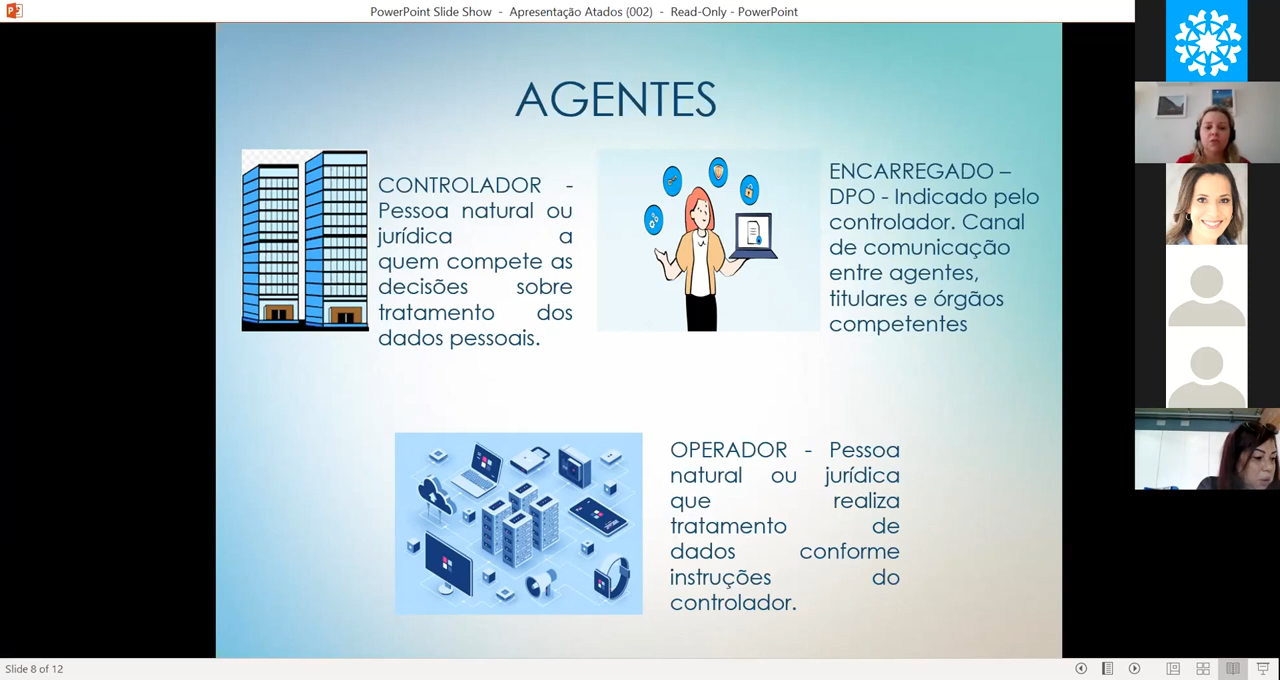 PowerPoint Slide Show - Apresentação Atados (002) - Read-Only - PowerPoint
AGENTES
CONTROLADOR -
Pessoa natural ou
jurídica a
quem compete as
decisões sobre
tratamento dos
dados pessoais.
ENCARREGADO –
DPO - Indicado pelo
controlador. Canal
de comunicação
entre agentes,
titulares e órgãos
competentes
OPERADOR - Pessoa
natural ou jurídica
que realiza
tratamento de
dados conforme
instruções do
controlador.
Slide 8 of 12